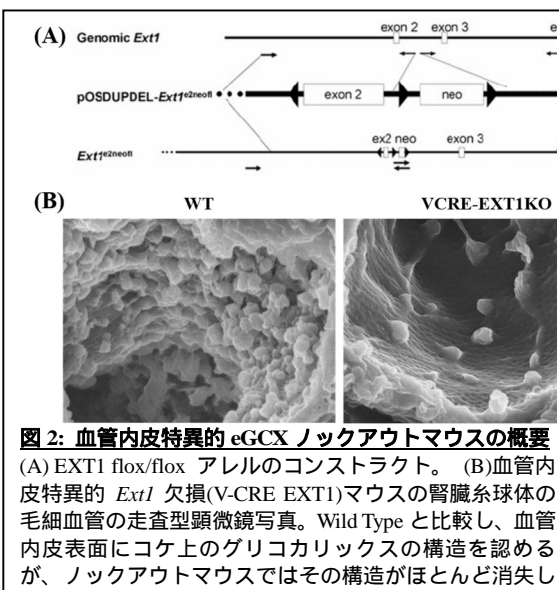 (A) Genomic Ext1 exon 2 exon 3 e
pOSDUPDEL-Ext1e2neofl exon 2 neo
Ext1e2neofl ex2 neo exon 3
(B) WT VCRE-EXT1KO
図 2: 血管内皮特異的 eGCX ノックアウトマウスの概要
(A) EXT1 flox/flox アレルのコンストラクト。 (B)血管内
皮特異的 Ext1 欠損(V-CRE EXT1)マウスの腎臓糸球体の
毛細血管の走査型顕微鏡写真。Wild Type と比較し、血管
内皮表面にコケ上のグリコカリックスの構造を認める
が、ノックアウトマウスではその構造がほとんど消失し